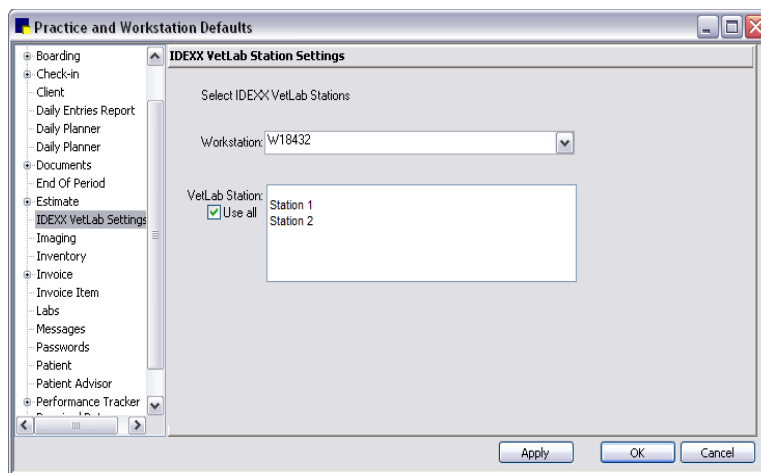 Practice and Workstation Defaults
Boarding
Check-in
Client
Daily Entries Report
Daily Planner
Daily Planner
Documents
End Of Period
Estimate
IDEXX VetLab Settings
Imaging
Inventory
Invoice
Invoice Item
Labs
Messages
Passwords
Patient
Patient Advisor
Performance Tracker
IDEXX VetLab Station Settings
Select IDEXX VetLab Stations
Workstation: W18432
VetLab Station:
Use all
Station 1
Station 2
Apply OK Cancel